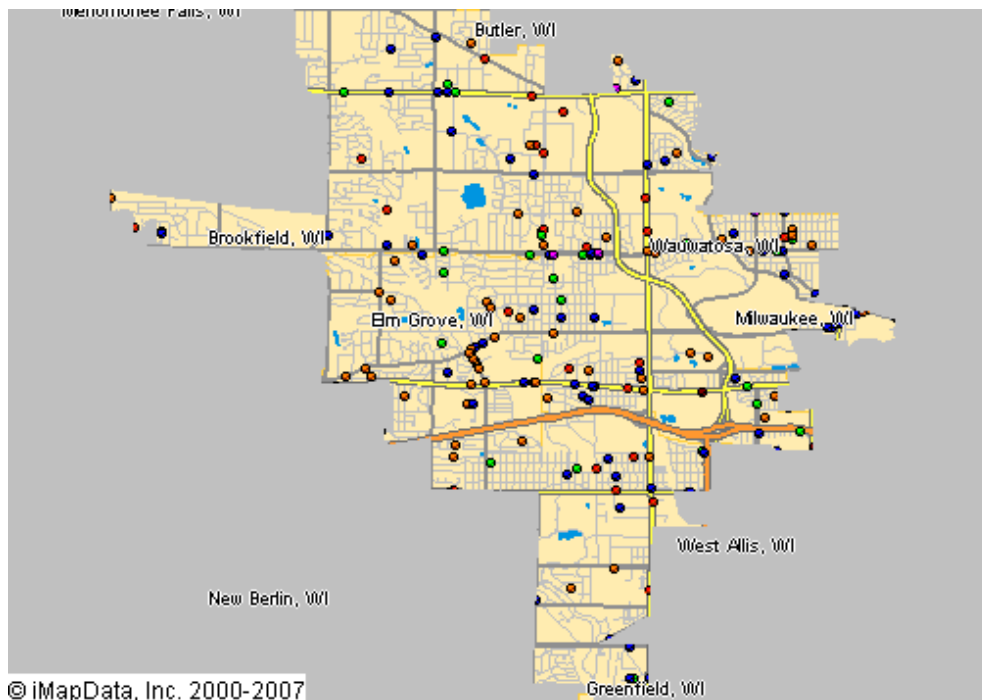 Menomonee Falls, WI
Butler, WI
Brookfield, WI
Wauwatosa, WI
Elm Grove, WI
Milwaukee, WI
West Allis, WI
New Berlin, WI
Greenfield, WI
© iMapData, Inc. 2000-2007